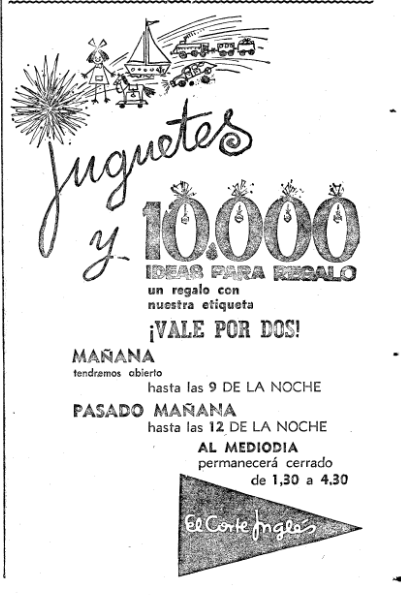 juguetes
y 10.000
IDEAS PARA REGALO
un regalo con
nuestra etiqueta
¡VALE POR DOS!
MAÑANA
tendremos abierto
hasta las 9 DE LA NOCHE
PASADO MAÑANA
hasta las 12 DE LA NOCHE
AL MEDIODIA
permanecerá cerrado
de 1,30 a 4,30
El Corte Inglés